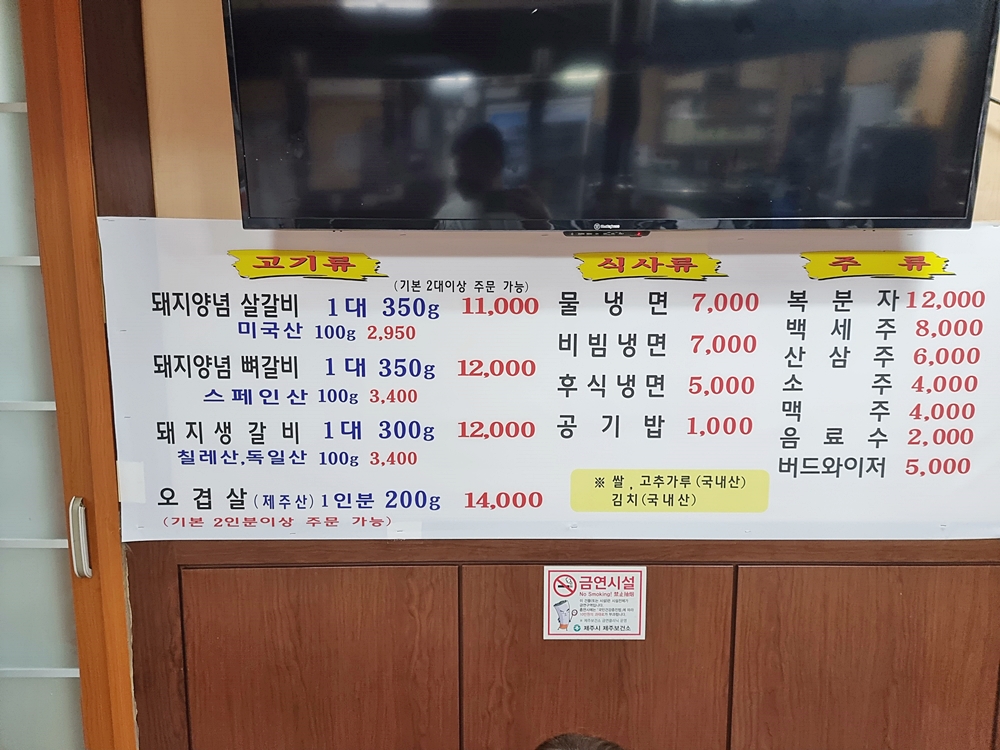 Westinghouse
고기류
(기본 2대이상 주문 가능)
돼지양념 살갈비 1대 350g 11,000
미국산 100g 2,950
돼지양념 뼈갈비 1대 350g 12,000
스페인산 100g 3,400
돼지생갈비 1대 300g 12,000
칠레산,독일산 100g 3,400
오겹살(제주산) 1인분 200g 14,000
(기본 2인분이상 주문 가능)
식사류
물냉면 7,000
비빔냉면 7,000
후식냉면 5,000
공기밥 1,000
※ 쌀, 고추가루(국내산)
김치(국내산)
주류
복분자 12,000
백세주 8,000
산삼주 6,000
소주 4,000
맥주 4,000
음료수 2,000
버드와이저 5,000
금연시설
No Smoking! 禁止抽烟
제주시 제주보건소